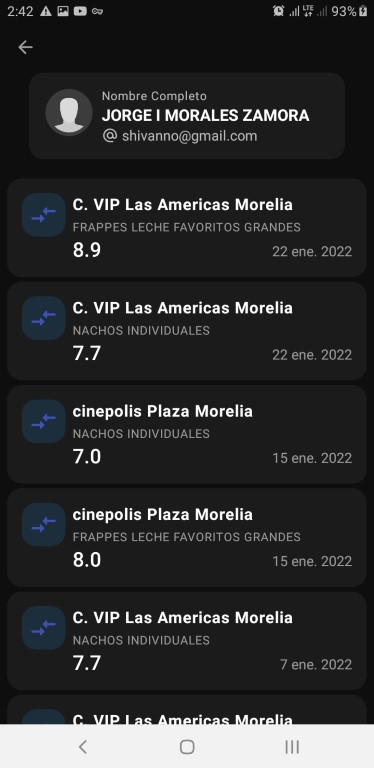 2:42
LTE
93%
Nombre Completo
JORGE I MORALES ZAMORA
@ shivanno@gmail.com
C. VIP Las Americas Morelia
FRAPPES LECHE FAVORITOS GRANDES
8.9
22 ene. 2022
C. VIP Las Americas Morelia
NACHOS INDIVIDUALES
7.7
22 ene. 2022
cinepolis Plaza Morelia
NACHOS INDIVIDUALES
7.0
15 ene. 2022
cinepolis Plaza Morelia
FRAPPES LECHE FAVORITOS GRANDES
8.0
15 ene. 2022
C. VIP Las Americas Morelia
NACHOS INDIVIDUALES
7.7
7 ene. 2022
C. VIP Las Americas Morelia